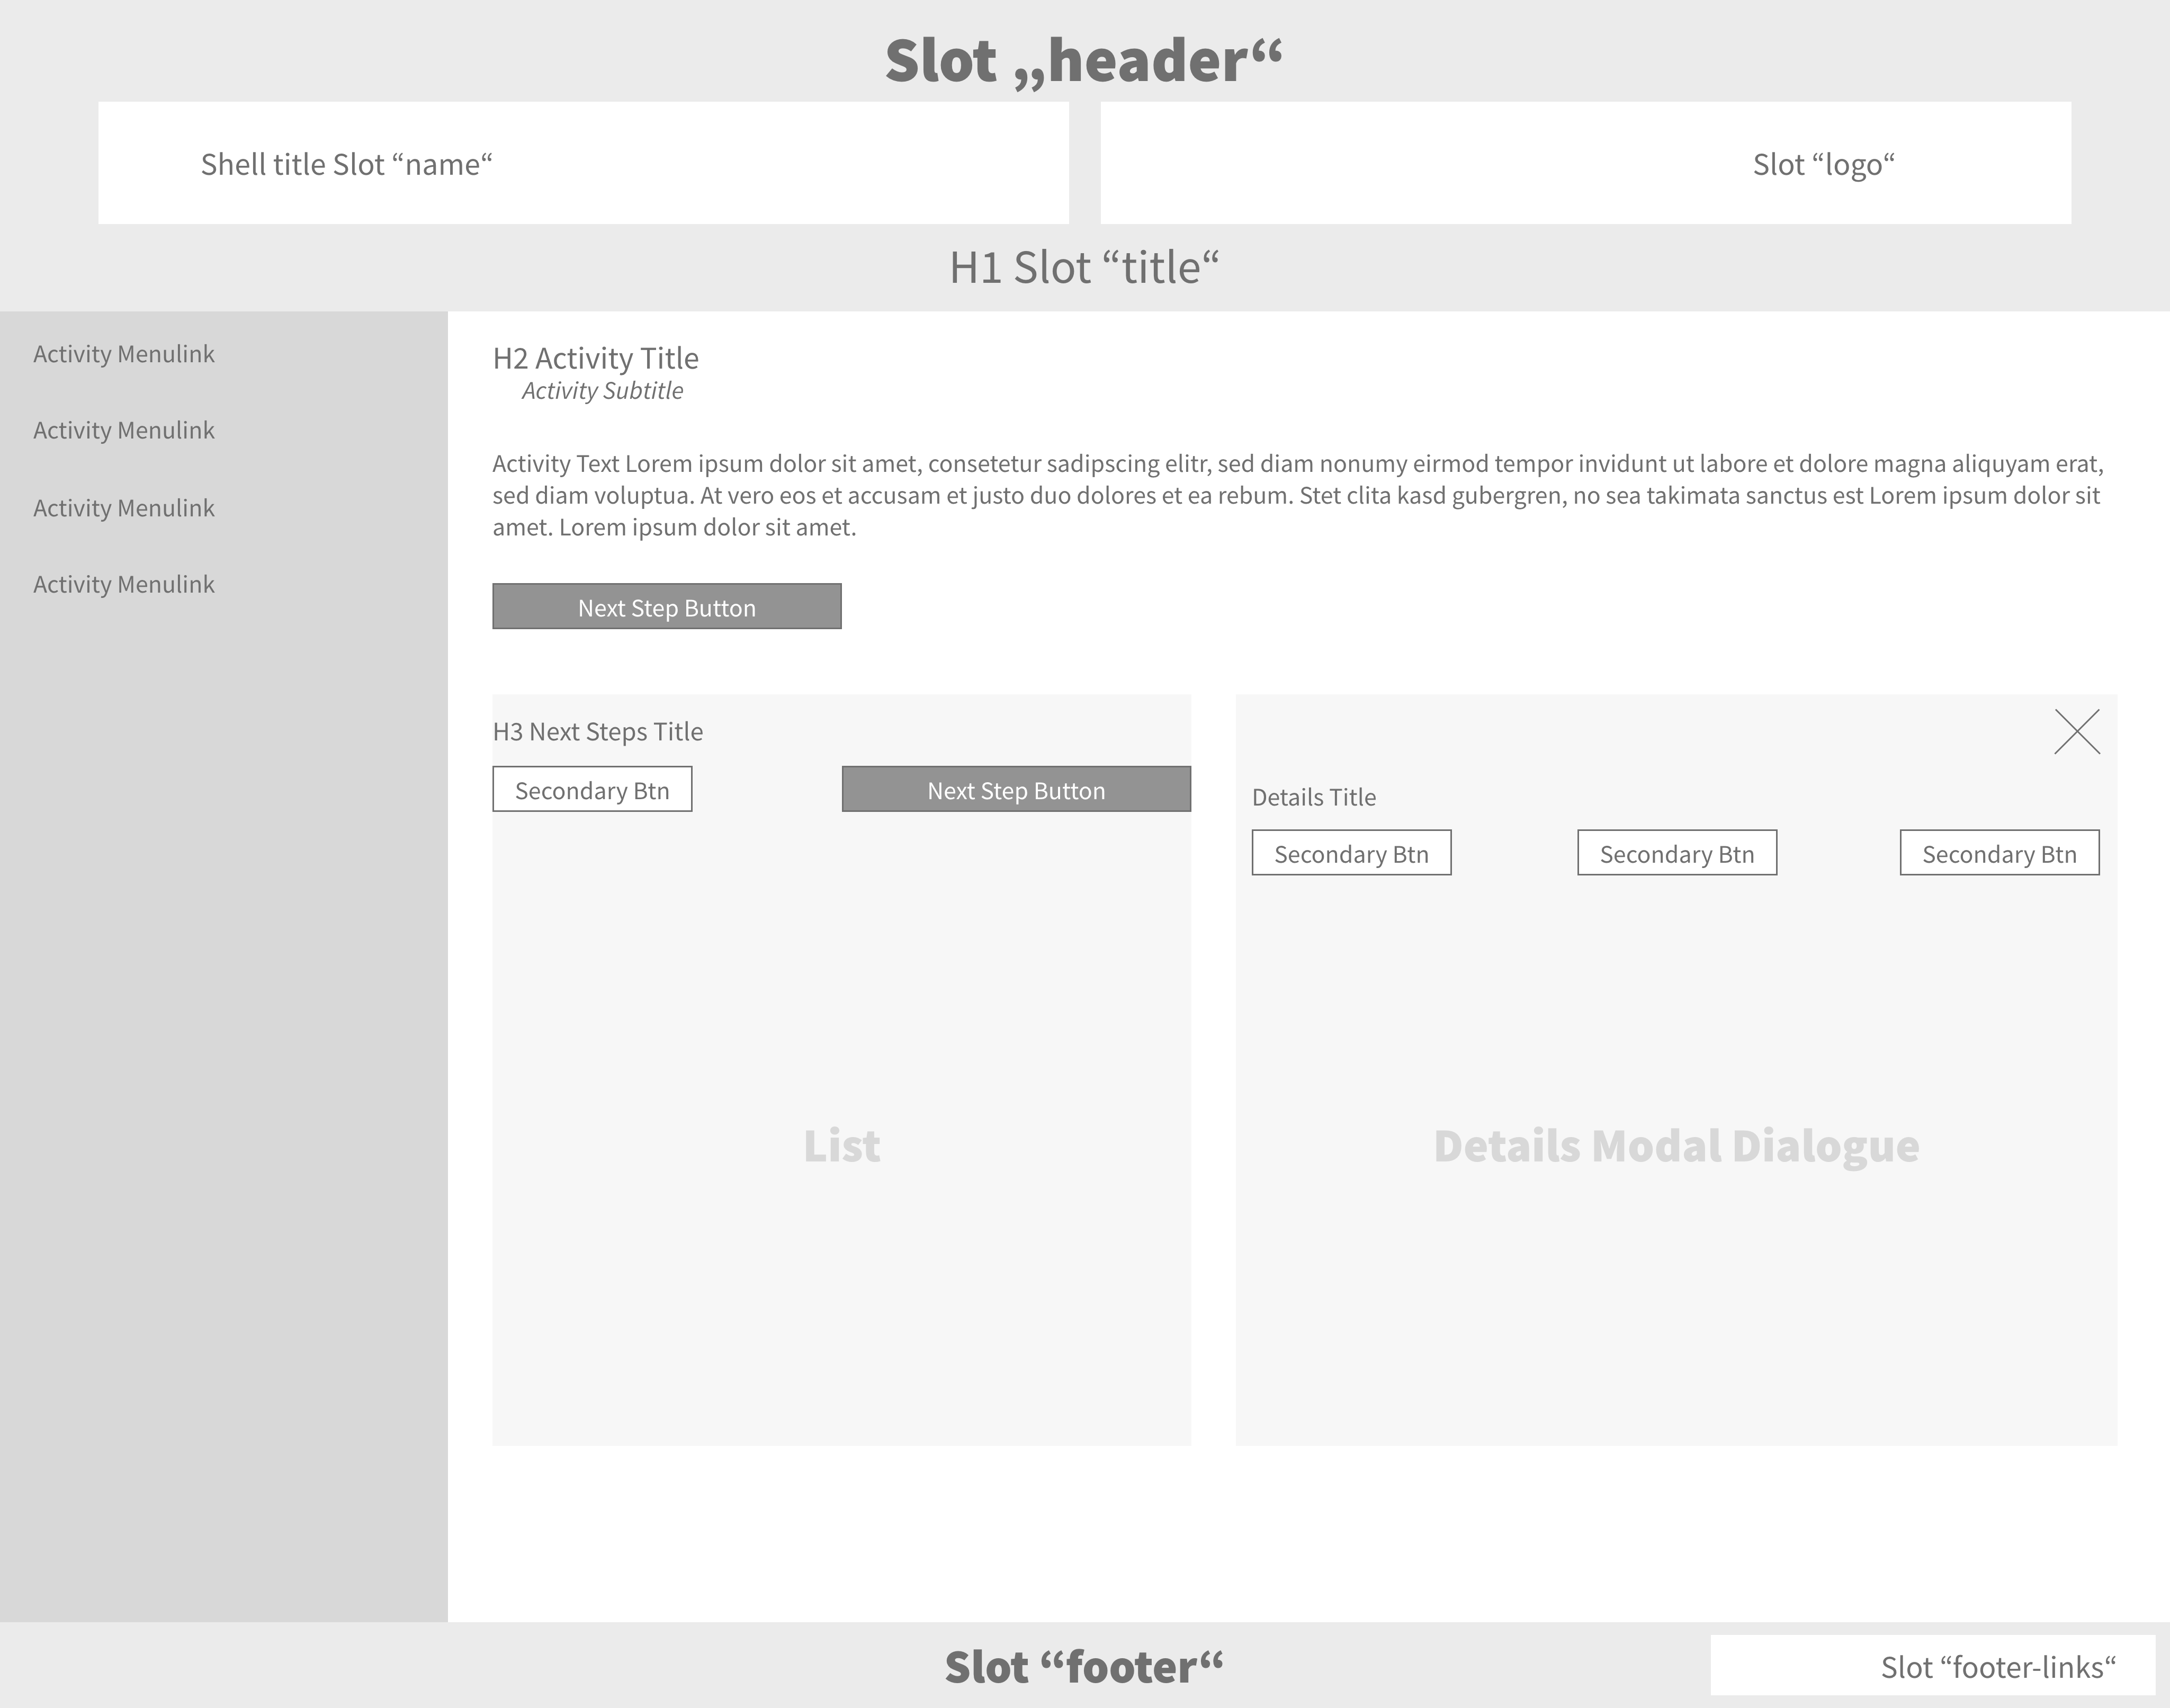 Slot „header“
Shell title Slot “name“
Slot “logo“
H1 Slot “title“
Activity Menulink
Activity Menulink
Activity Menulink
Activity Menulink
H2 Activity Title
Activity Subtitle
Activity Text Lorem ipsum dolor sit amet, consetetur sadipscing elitr, sed diam nonumy eirmod tempor invidunt ut labore et dolore magna aliquyam erat,
sed diam voluptua. At vero eos et accusam et justo duo dolores et ea rebum. Stet clita kasd gubergren, no sea takimata sanctus est Lorem ipsum dolor sit
amet. Lorem ipsum dolor sit amet.
Next Step Button
H3 Next Steps Title
Secondary Btn
Next Step Button
List
Details Title
Secondary Btn
Secondary Btn
Secondary Btn
Details Modal Dialogue
Slot “footer“
Slot “footer-links“